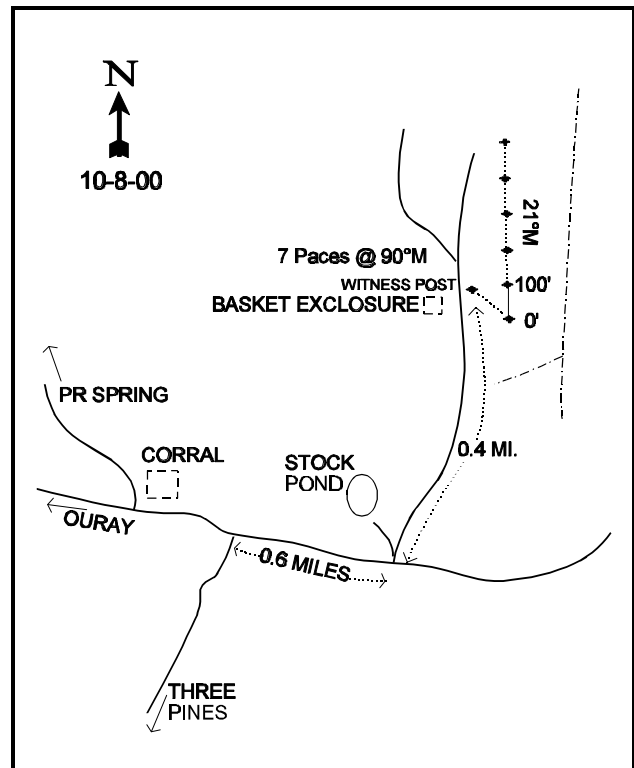 N
10-8-00
21°M
7 Paces @ 90°M
WITNESS POST
100'
BASKET EXCLOSURE
0'
PR SPRING
0.4 MI.
CORRAL
STOCK
POND
OURAY
0.6 MILES
THREE
PINES